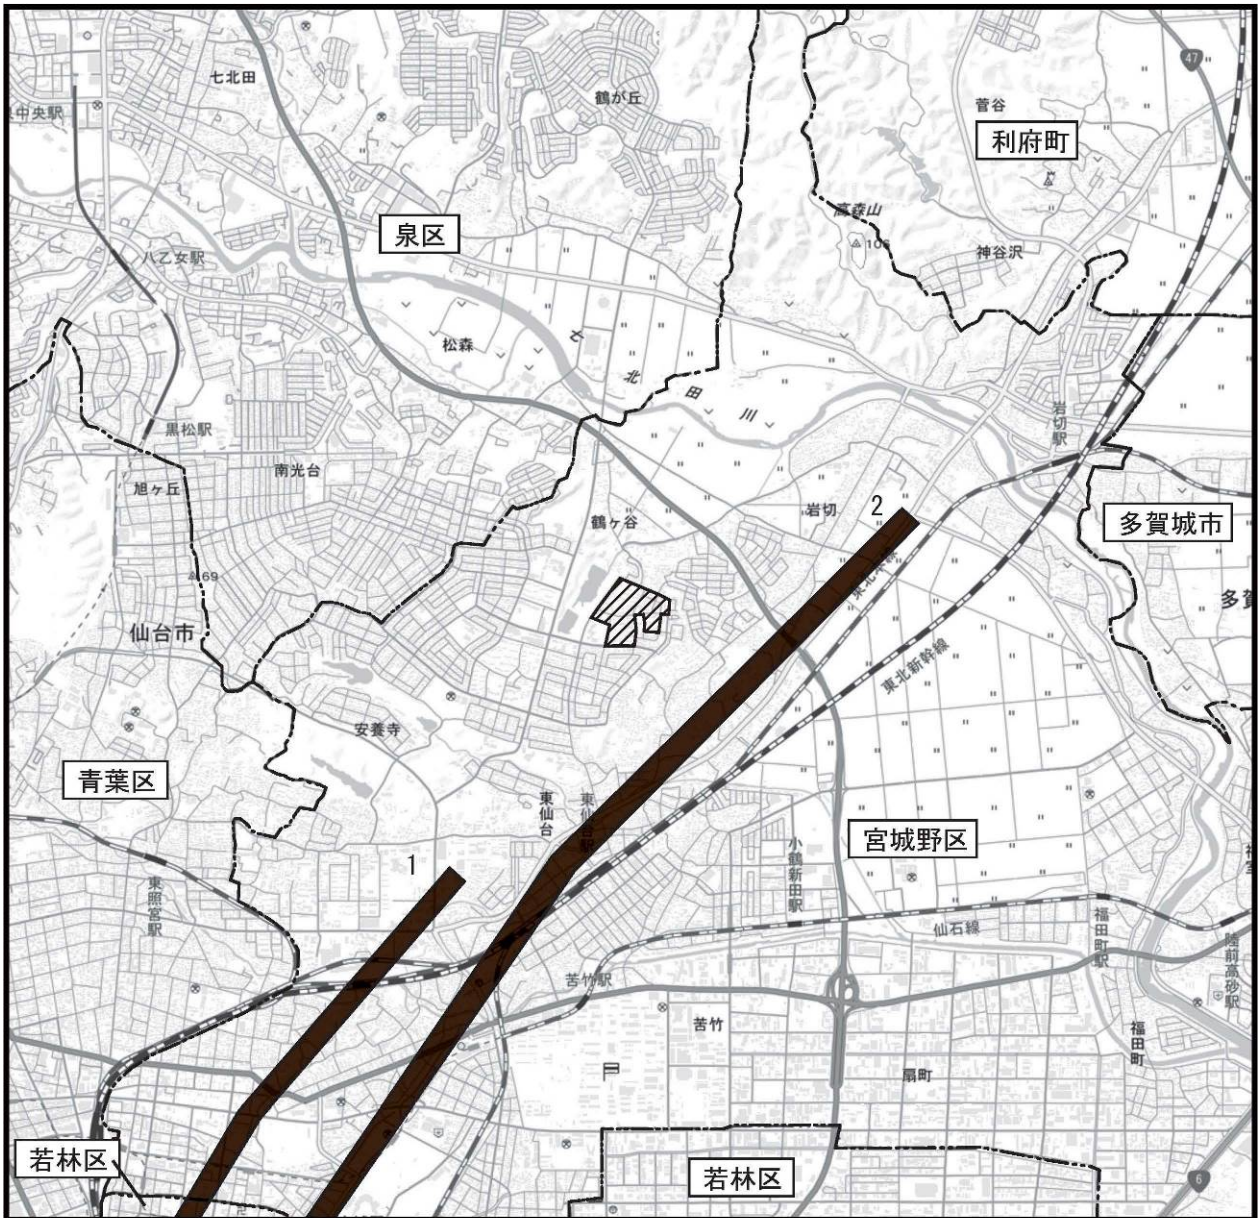 七北田
鶴が丘
47
菅谷
利府町
中央駅
泉区
高森山
106
神谷沢
八乙女駅
松森
七北田川
岩切駅
黒松駅
南光台
旭ヶ丘
鶴ヶ谷
岩切
2
多賀城市
69
仙台市
東北新幹線
安養寺
青葉区
東仙台
東仙台駅
小鶴新田駅
宮城野区
1
東照宮駅
仙石線
福田町駅
陸前高砂駅
苦竹駅
苦竹
福田町
扇町
若林区
若林区
6